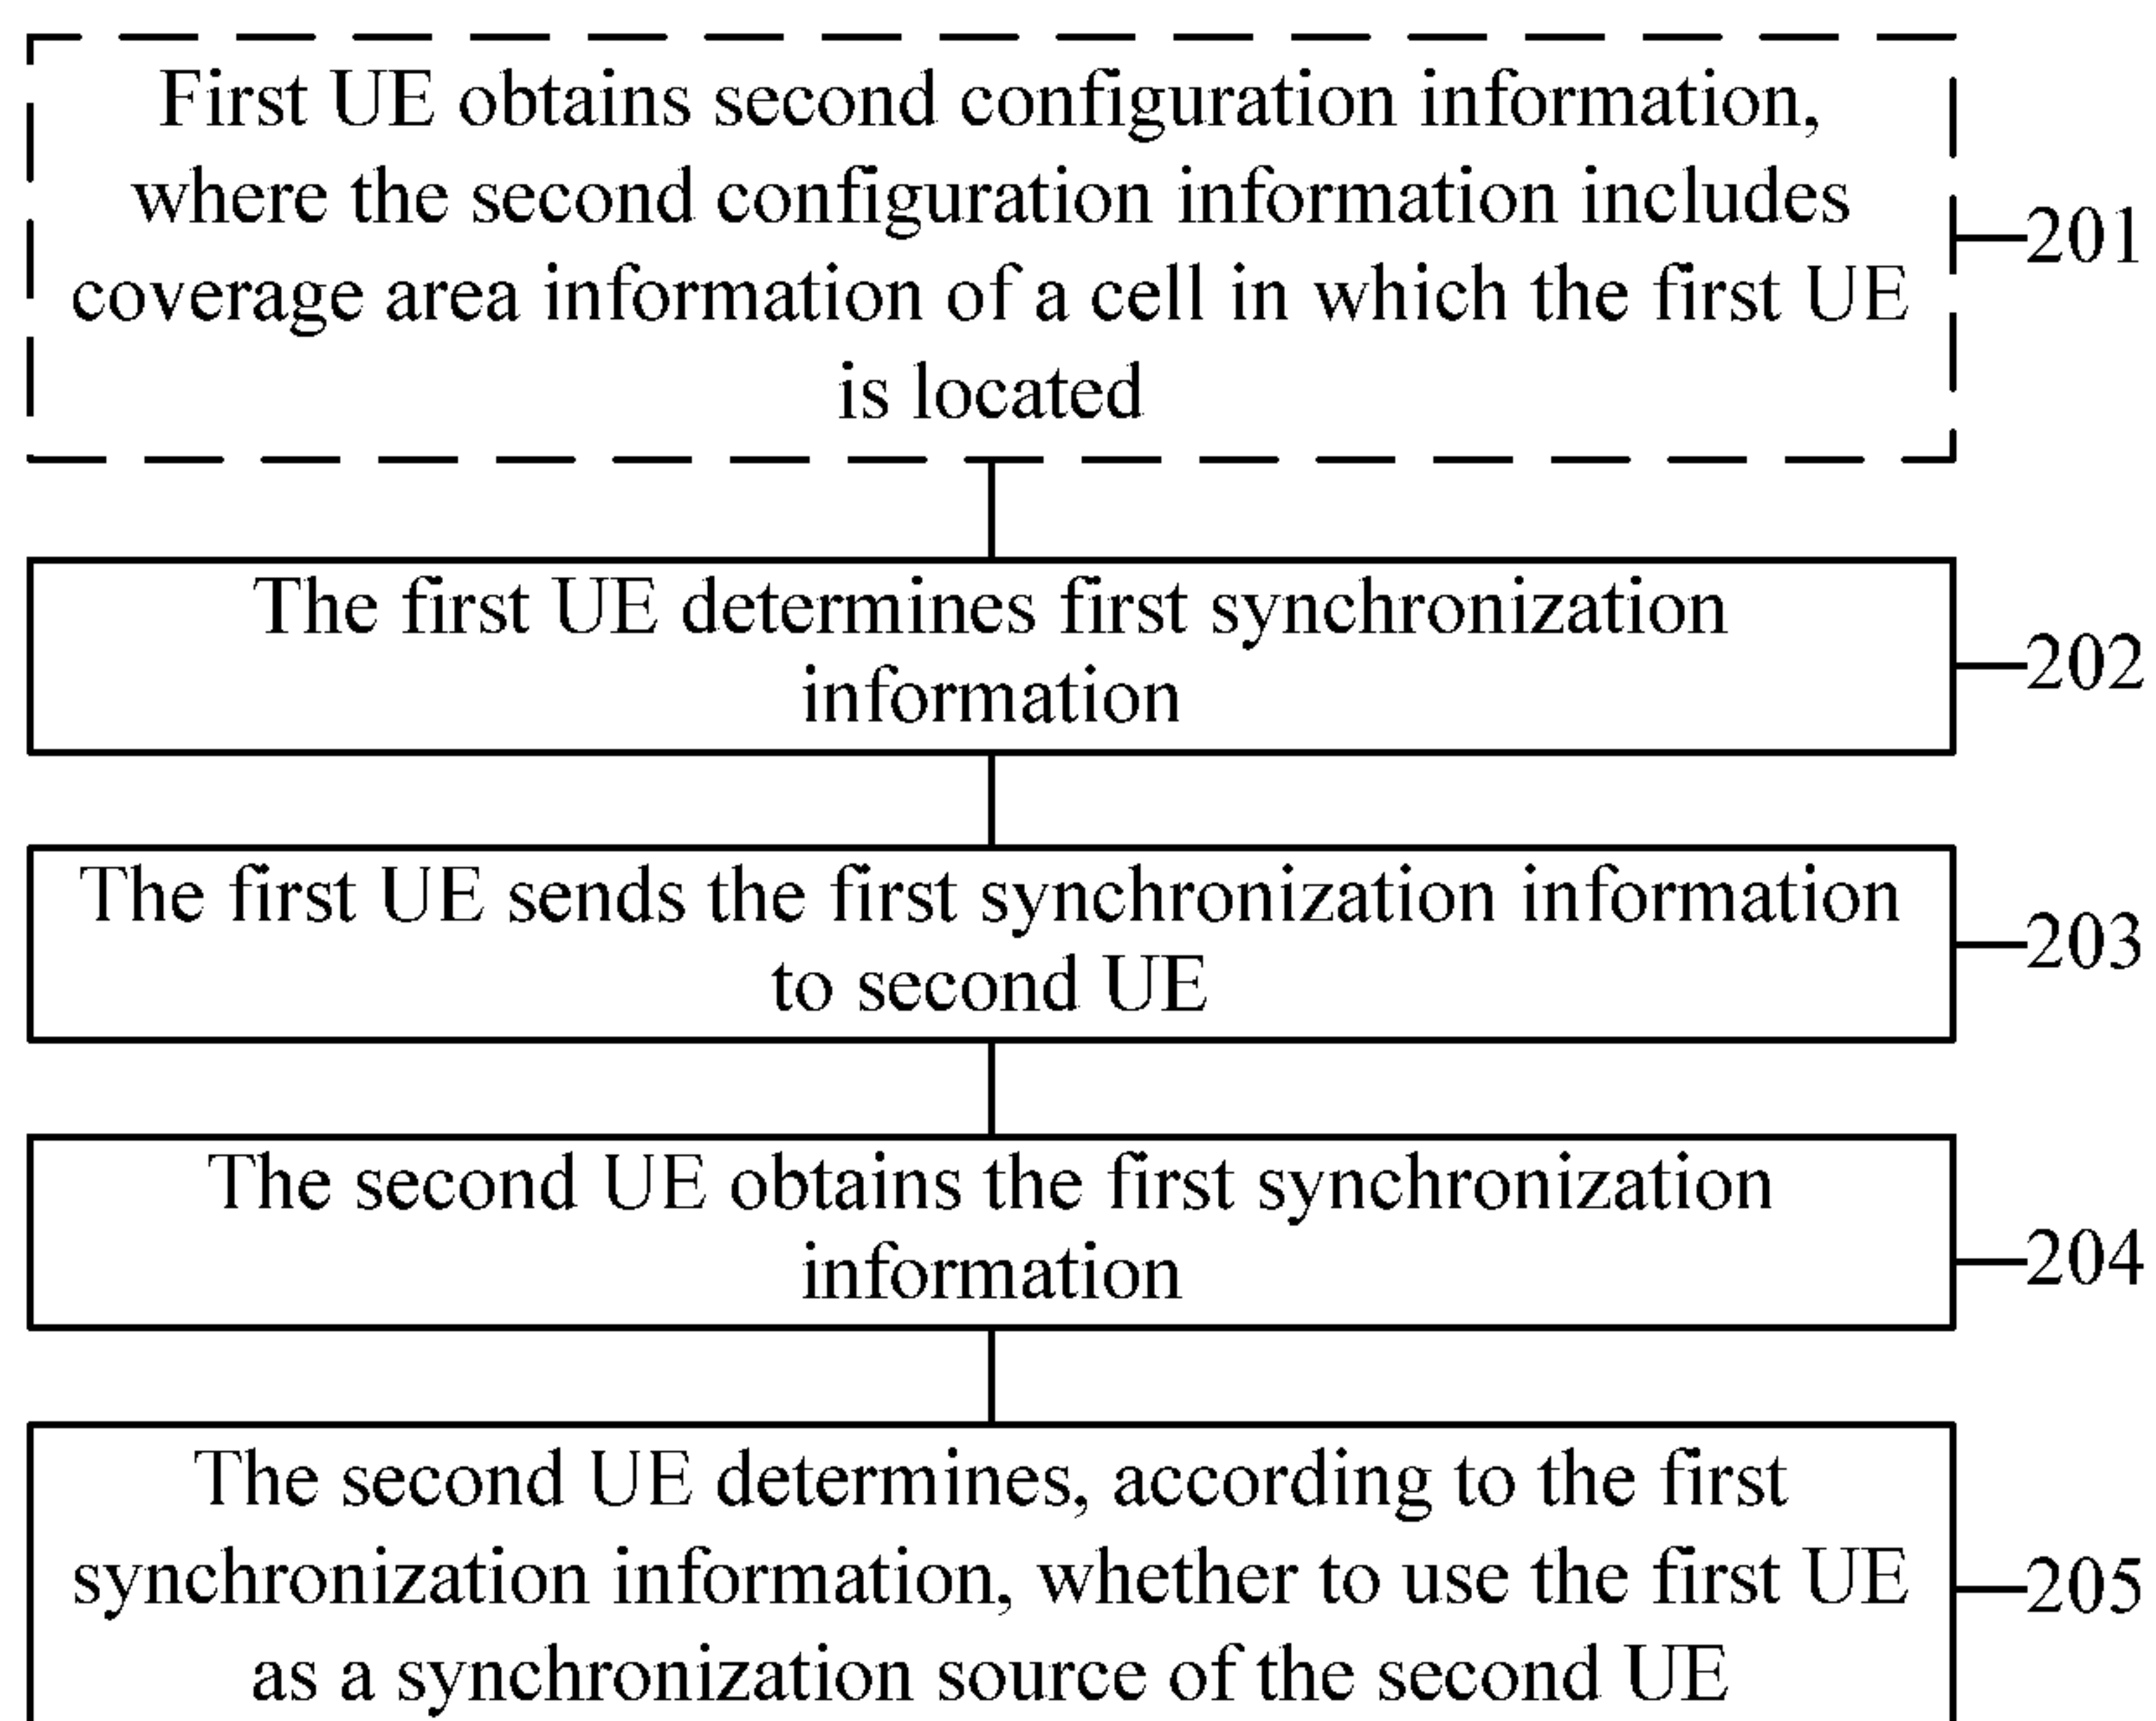 First UE obtains second configuration information,
where the second configuration information includes
coverage area information of a cell in which the first UE
is located
201
The first UE determines first synchronization
information
202
The first UE sends the first synchronization information
to second UE
203
The second UE obtains the first synchronization
information
204
The second UE determines, according to the first
synchronization information, whether to use the first UE
as a synchronization source of the second UE
205